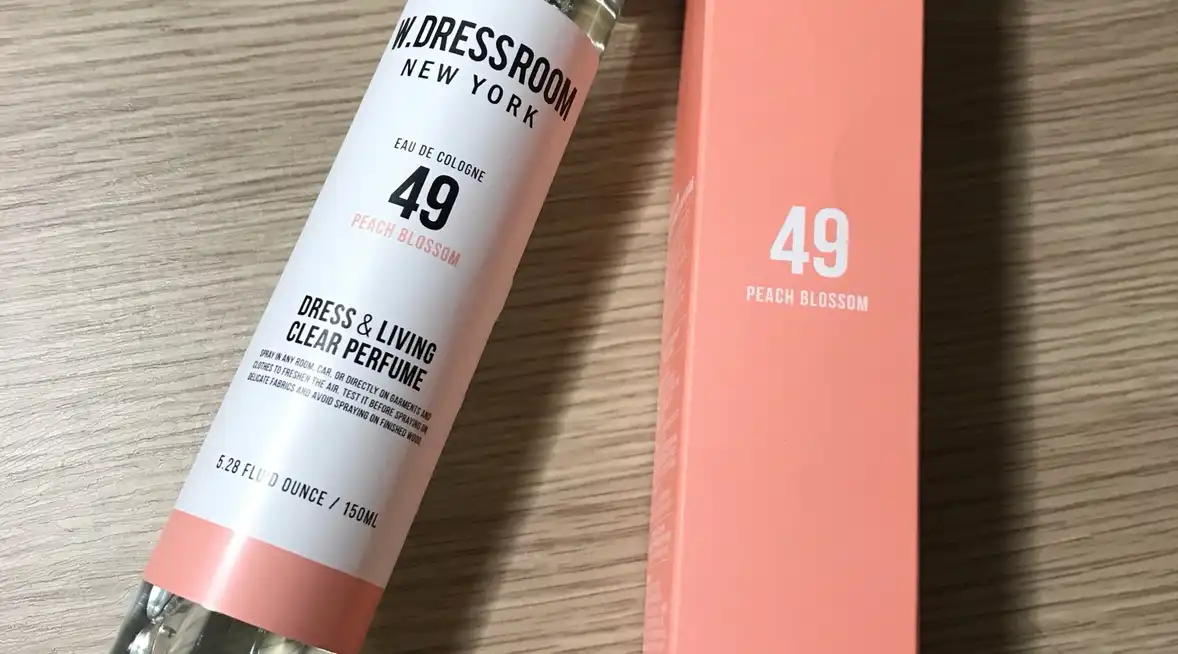 W.DRESSROOM
NEW YORK
EAU DE COLOGNE
49
PEACH BLOSSOM
DRESS & LIVING
CLEAR PERFUME
SPRAY IN ANY ROOM, CAR, OR DIRECTLY ON GARMENTS AND
CLOTHES TO FRESHEN THE AIR. TEST IT BEFORE SPRAYING ON
DELICATE FABRICS AND AVOID SPRAYING ON FINISHED WOOD.
5.28 FLUID OUNCE / 150ML
49
PEACH BLOSSOM